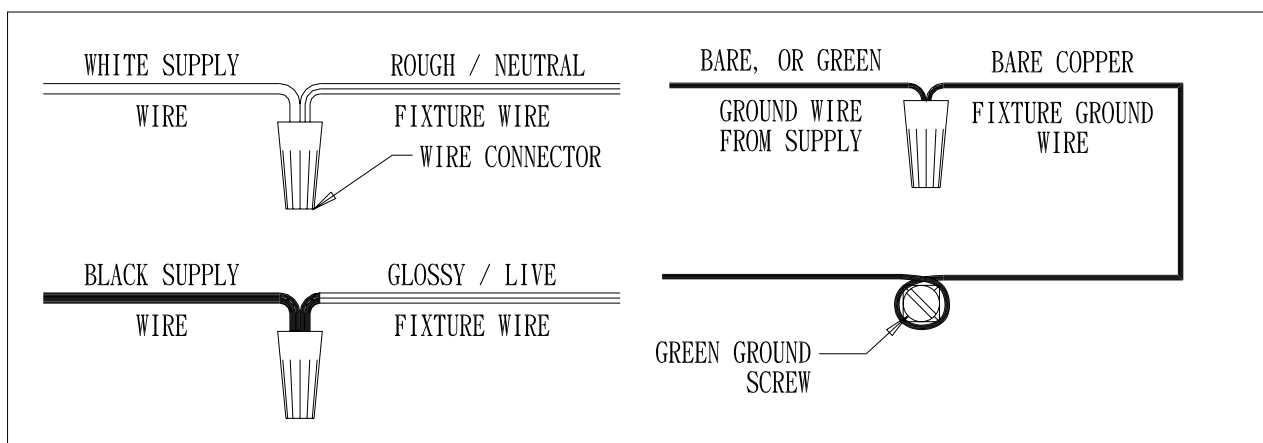 WHITE SUPPLY
WIRE
ROUGH / NEUTRAL
FIXTURE WIRE
WIRE CONNECTOR
BLACK SUPPLY
WIRE
GLOSSY / LIVE
FIXTURE WIRE
BARE, OR GREEN
GROUND WIRE
FROM SUPPLY
BARE COPPER
FIXTURE GROUND
WIRE
GREEN GROUND
SCREW